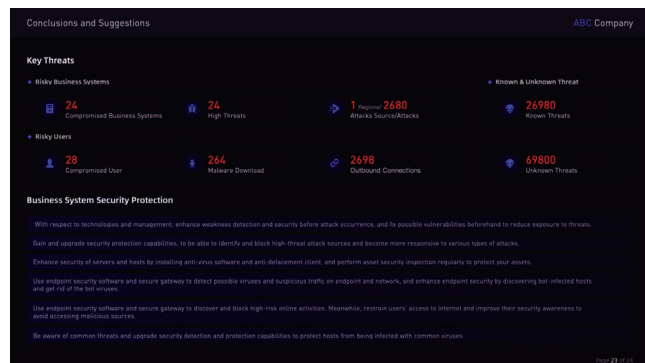 Conclusions and Suggestions
ABC Company
Key Threats
Risky Business Systems
Known & Unknown Threat
24
Compromised Business Systems
24
High Threats
1 Regions/ 2680
Attacks Source/Attacks
26980
Known Threats
Risky Users
28
Compromised User
264
Malware Download
2698
Outbound Connections
69800
Unknown Threats
Business System Security Protection
With respect to technologies and management, enhance weakness detection and security before attack occurrence, and fix possible vulnerabilities beforehand to reduce exposure to threats.
Gain and upgrade security protection capabilities, to be able to identify and block high-threat attack sources and become more responsive to various types of attacks.
Enhance security of servers and hosts by installing anti-virus software and anti-defacement client, and perform asset security inspection regularly to protect your assets.
Use endpoint security software and secure gateway to detect possible viruses and suspicious traffic on endpoint and network, and enhance endpoint security by discovering bot-infected hosts
and get rid of the bot viruses.
Use endpoint security software and secure gateway to discover and block high-risk online activities. Meanwhile, restrain users' access to Internet and improve their security awareness to
avoid accessing malicious sources.
Be aware of common threats and upgrade security detection and protection capabilities to protect hosts from being infected with common viruses.
Page 23 of 24